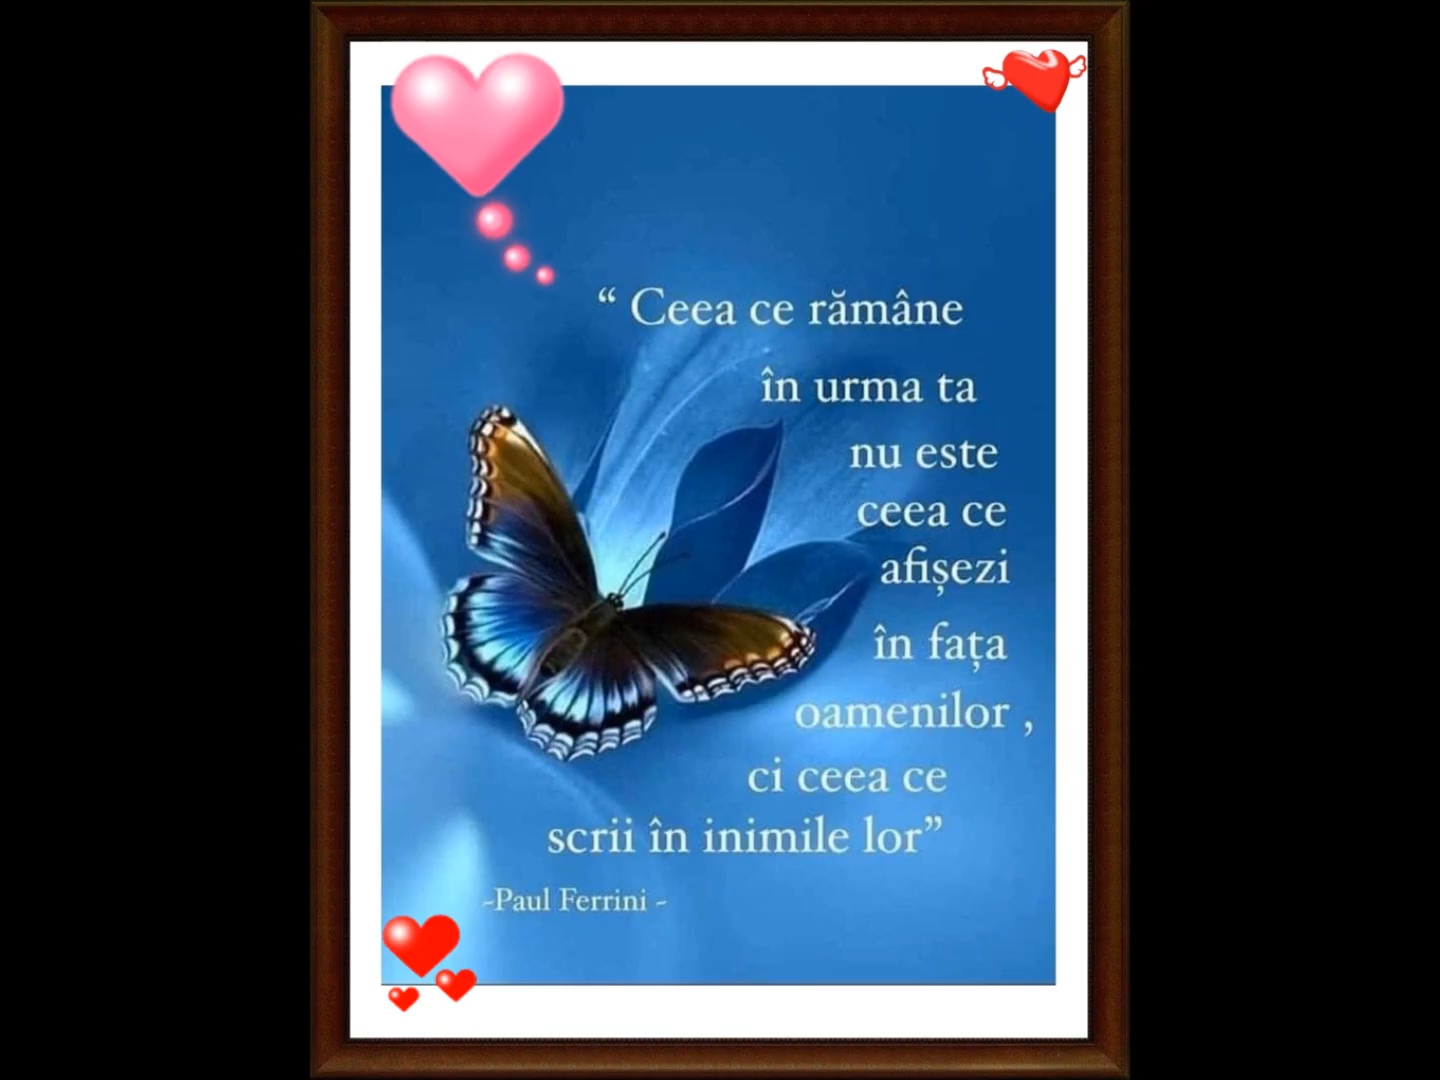 “ Ceea ce rămâne
în urma ta
nu este
ceea ce
afișezi
în fața
oamenilor ,
ci ceea ce
scrii în inimile lor”
-Paul Ferrini -